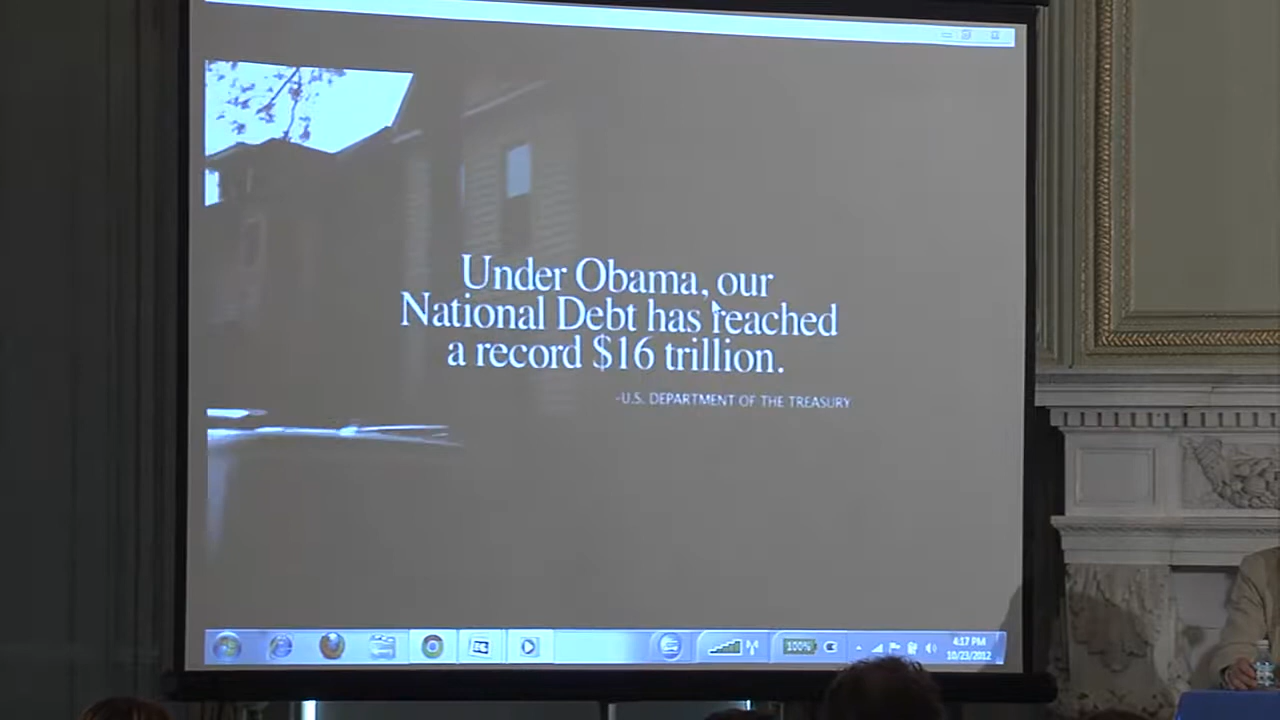 Under Obama, our
National Debt has reached
a record $16 trillion.
-U.S. DEPARTMENT OF THE TREASURY
100%
4:17 PM
10/23/2012